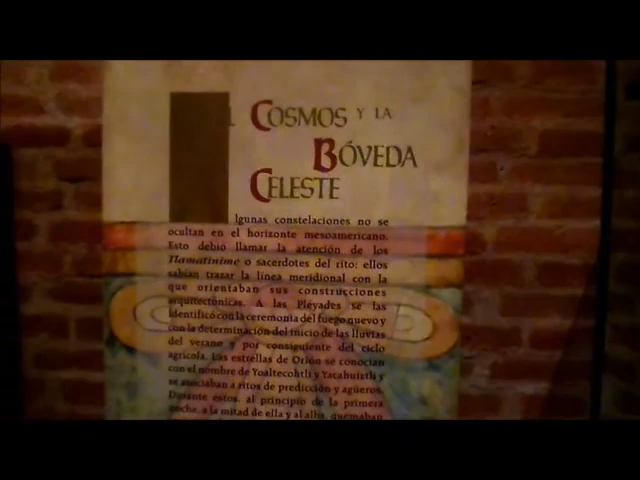 COSMOS Y LA
BÓVEDA
CELESTE
lgunas constelaciones no se
ocultan en el horizonte mesoamericano.
Esto debió llamar la atención de los
Tlamatinime o sacerdotes del rito; ellos
sabían trazar la línea meridional con la
que orientaban sus construcciones
arquitectónicas. A las Pléyades se las
identificó con la ceremonia del fuego nuevo y
con la determinación del inicio de las lluvias
del verano y por consiguiente del ciclo
agrícola. Las estrellas de Orión se conocían
con el nombre de Yoaltecohtli y Yacahuiztli y
se asociaban a ritos de predicción y agüeros.
Durante estos, al principio de la primera
noche, a la mitad de ella y al alba, quemaban